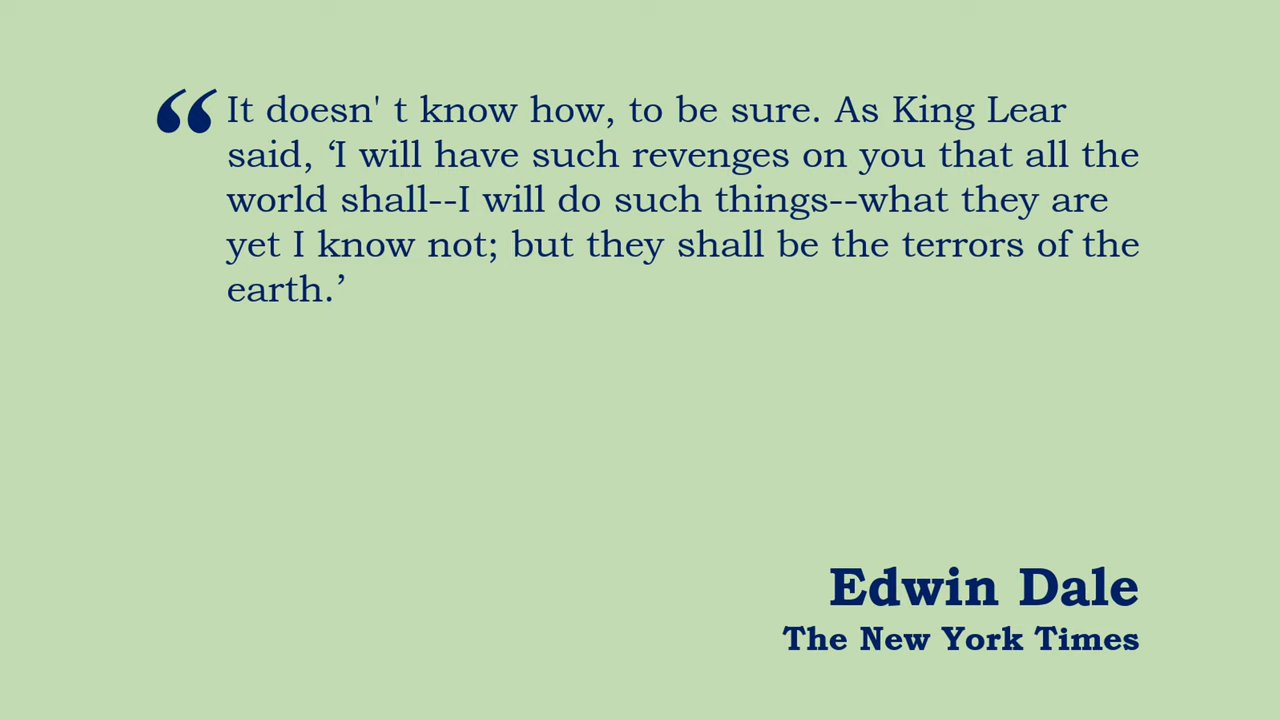 “It doesn' t know how, to be sure. As King Lear
said, ‘I will have such revenges on you that all the
world shall--I will do such things--what they are
yet I know not; but they shall be the terrors of the
earth.’
Edwin Dale
The New York Times